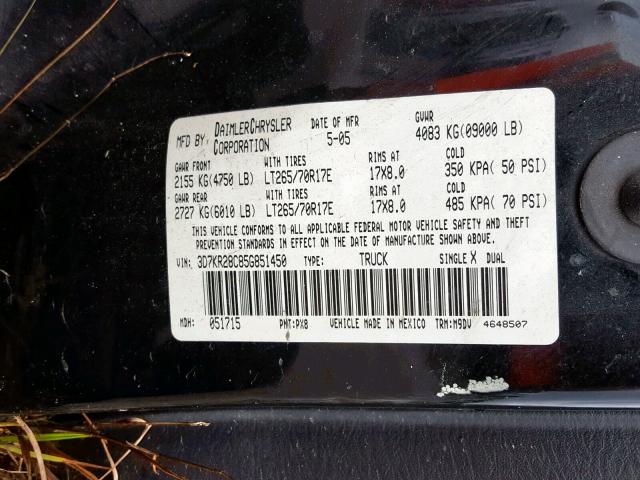 MFD BY DAIMLERCHRYSLER CORPORATION DATE OF MFR 5-05 GVWR 4083 KG(09000 LB)
GAWR FRONT WITH TIRES RIMS AT COLD
2155 KG(4750 LB) LT265/70R17E 17X8.0 350 KPA( 50 PSI)
GAWR REAR WITH TIRES RIMS AT COLD
2727 KG(6010 LB) LT265/70R17E 17X8.0 485 KPA( 70 PSI)
THIS VEHICLE CONFORMS TO ALL APPLICABLE FEDERAL MOTOR VEHICLE SAFETY AND THEFT
PREVENTION STANDARDS IN EFFECT ON THE DATE OF MANUFACTURE SHOWN ABOVE.
VIN: 3D7KR28C85G851450 TYPE: TRUCK SINGLE X DUAL
MDH: 051715 PNT:PX8 VEHICLE MADE IN MEXICO TRM:M9DV 4648507